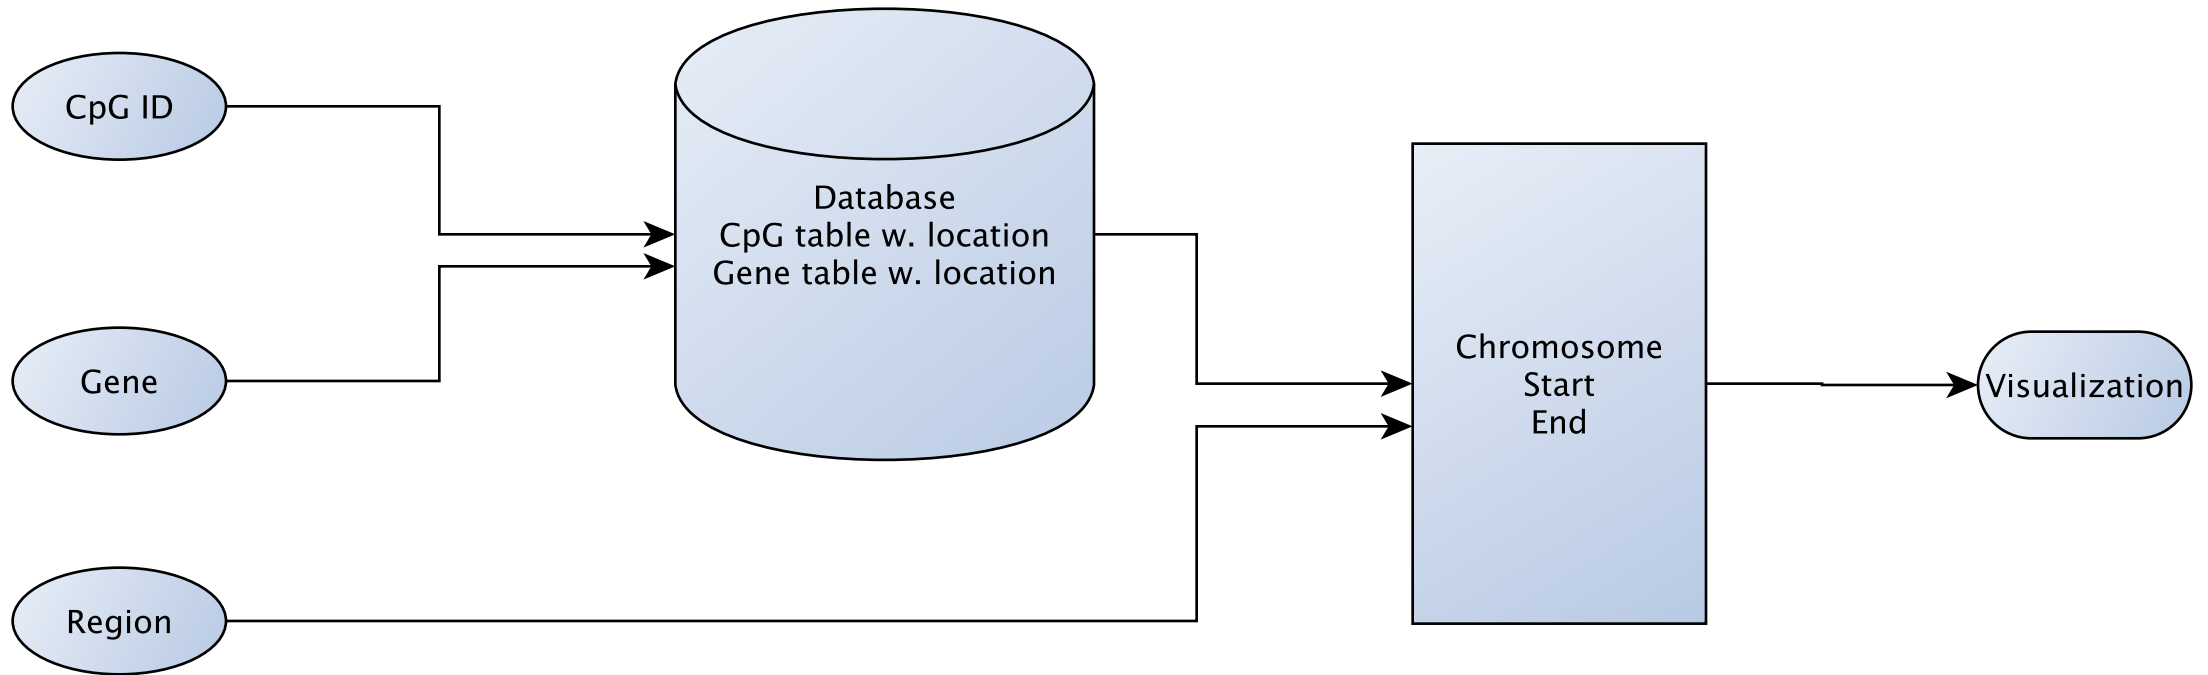 CpG ID
Gene
Region
Database
CpG table w. location
Gene table w. location
Chromosome
Start
End
Visualization